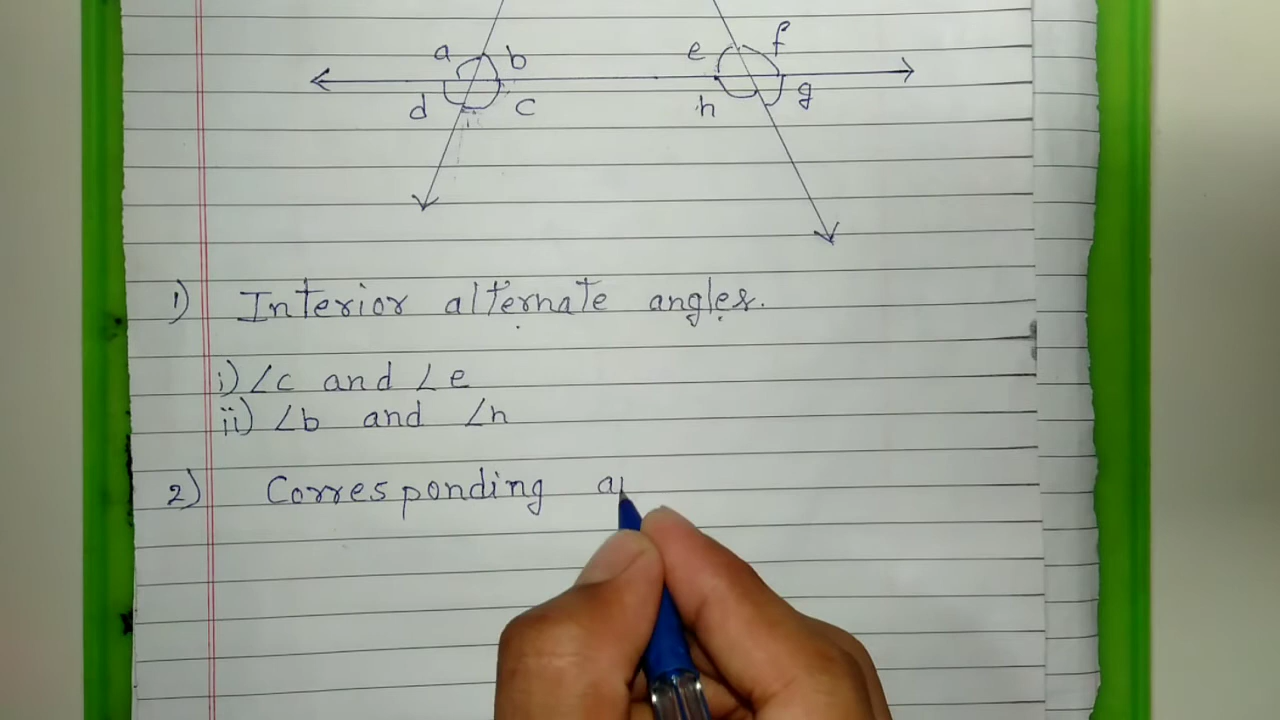 a b e f
d c h g
1) Interior alternate angles.
i) ∠c and ∠e
ii) ∠b and ∠h
2) Corresponding